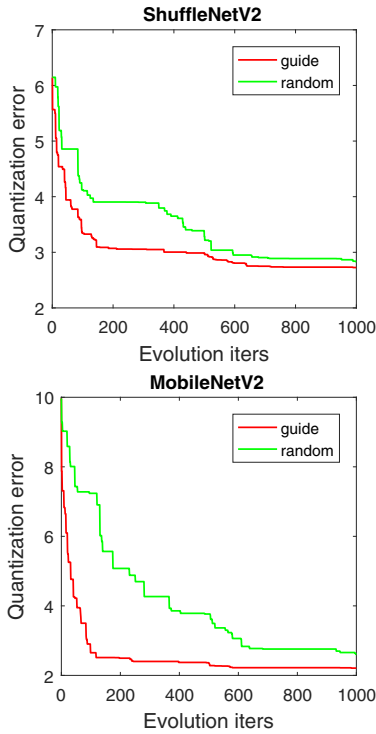 ShuffleNetV2
7
6
5
4
3
2
Quantization error
guide
random
0 200 400 600 800 1000
Evolution iters
MobileNetV2
10
8
6
4
2
Quantization error
guide
random
0 200 400 600 800 1000
Evolution iters